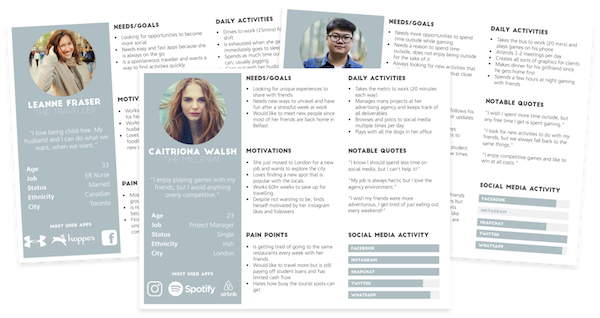 NEEDS/GOALS
Looking for opportunities to become
more social
Needs easy and fast apps because she
is always on the go
Is a spontaneous traveller and wants a
way to find activities quickly
DAILY ACTIVITIES
Drives to work (15mins)
shift
Is exhausted when she
immediately
Spends as much time
can, usually jogging
LEANNE FRASER
THE TRAVELLER
"I love being child-free. My
husband and I can do what we
want, when we want."
Age 33
Job ER Nurse
Status Married
Ethnicity Canadian
City Toronto
MOST USED APPS
hopper
MOTIV
PAIN
NEEDS/GOALS
Needs more opportunities to spend
time outside while gaming
Needs a reason to spend time
outside, does not enjoy being outside
for the sake of it
Always looking for new activities that
DAILY ACTIVITIES
Takes the bus to work (20mins) and
plays games on his phone
Attends 1-2 meetings per day
Creates all sorts of graphics for clients
Makes dinner for his girlfriend since
he gets home first
Spends a few hours at night gaming
with friends
NOTABLE QUOTES
"I wish I spent more outside, but
any free time I get is spent gaming."
"I look for new activities to do with my
friends, but we always fall back to the
same things."
"I enjoy competitive games and like to
win at all costs."
SOCIAL MEDIA ACTIVITY
FACEBOOK
INSTAGRAM
SNAPCHAT
TWITTER
WHATSAPP
CAITRIONA WALSH
THE MILLENIAL
"I enjoy playing games with my
friends, but I avoid anything
overly competitive."
Age 23
Job Project Manager
Status Single
Ethnicity Irish
City London
MOST USED APPS
Spotify
airbnb
NEEDS/GOALS
Looking for unique experiences to
share with friends
Needs new ways to unravel and have
fun after a stressful week at work
Would like to meet new people since
most of her friends are back home in
Belfast
MOTIVATIONS
She just moved to London for a new
job and wants to explore the city
Loves finding a new spot that is
popular with the locals
Works 60hr weeks to save up for
traveling
Despite not wanting to be, finds
herself motivated by her instagram
likes and followers
PAIN POINTS
Is getting tired of going to the same
restaurants every week with her
friends
Would like to travel more but is still
paying off student loans and has
limited cash flow
Hates how busy the tourist spots can
get
DAILY ACTIVITIES
Takes the metro to work (20 minutes
each way)
Manages many projects at her
advertising agency and keeps track of
all deliverables
Browses and posts to social media
multiple times per day
Plays with all the dogs in her office
NOTABLE QUOTES
"I know I should spend less time on
social media, but I can't help it!"
"My job is always hectic but I love the
agency environment."
"I wish my friends were more
adventurous, I get tired of just eating
out every weekend!"
SOCIAL MEDIA ACTIVITY
FACEBOOK
INSTAGRAM
SNAPCHAT
TWITTER
WHATSAPP